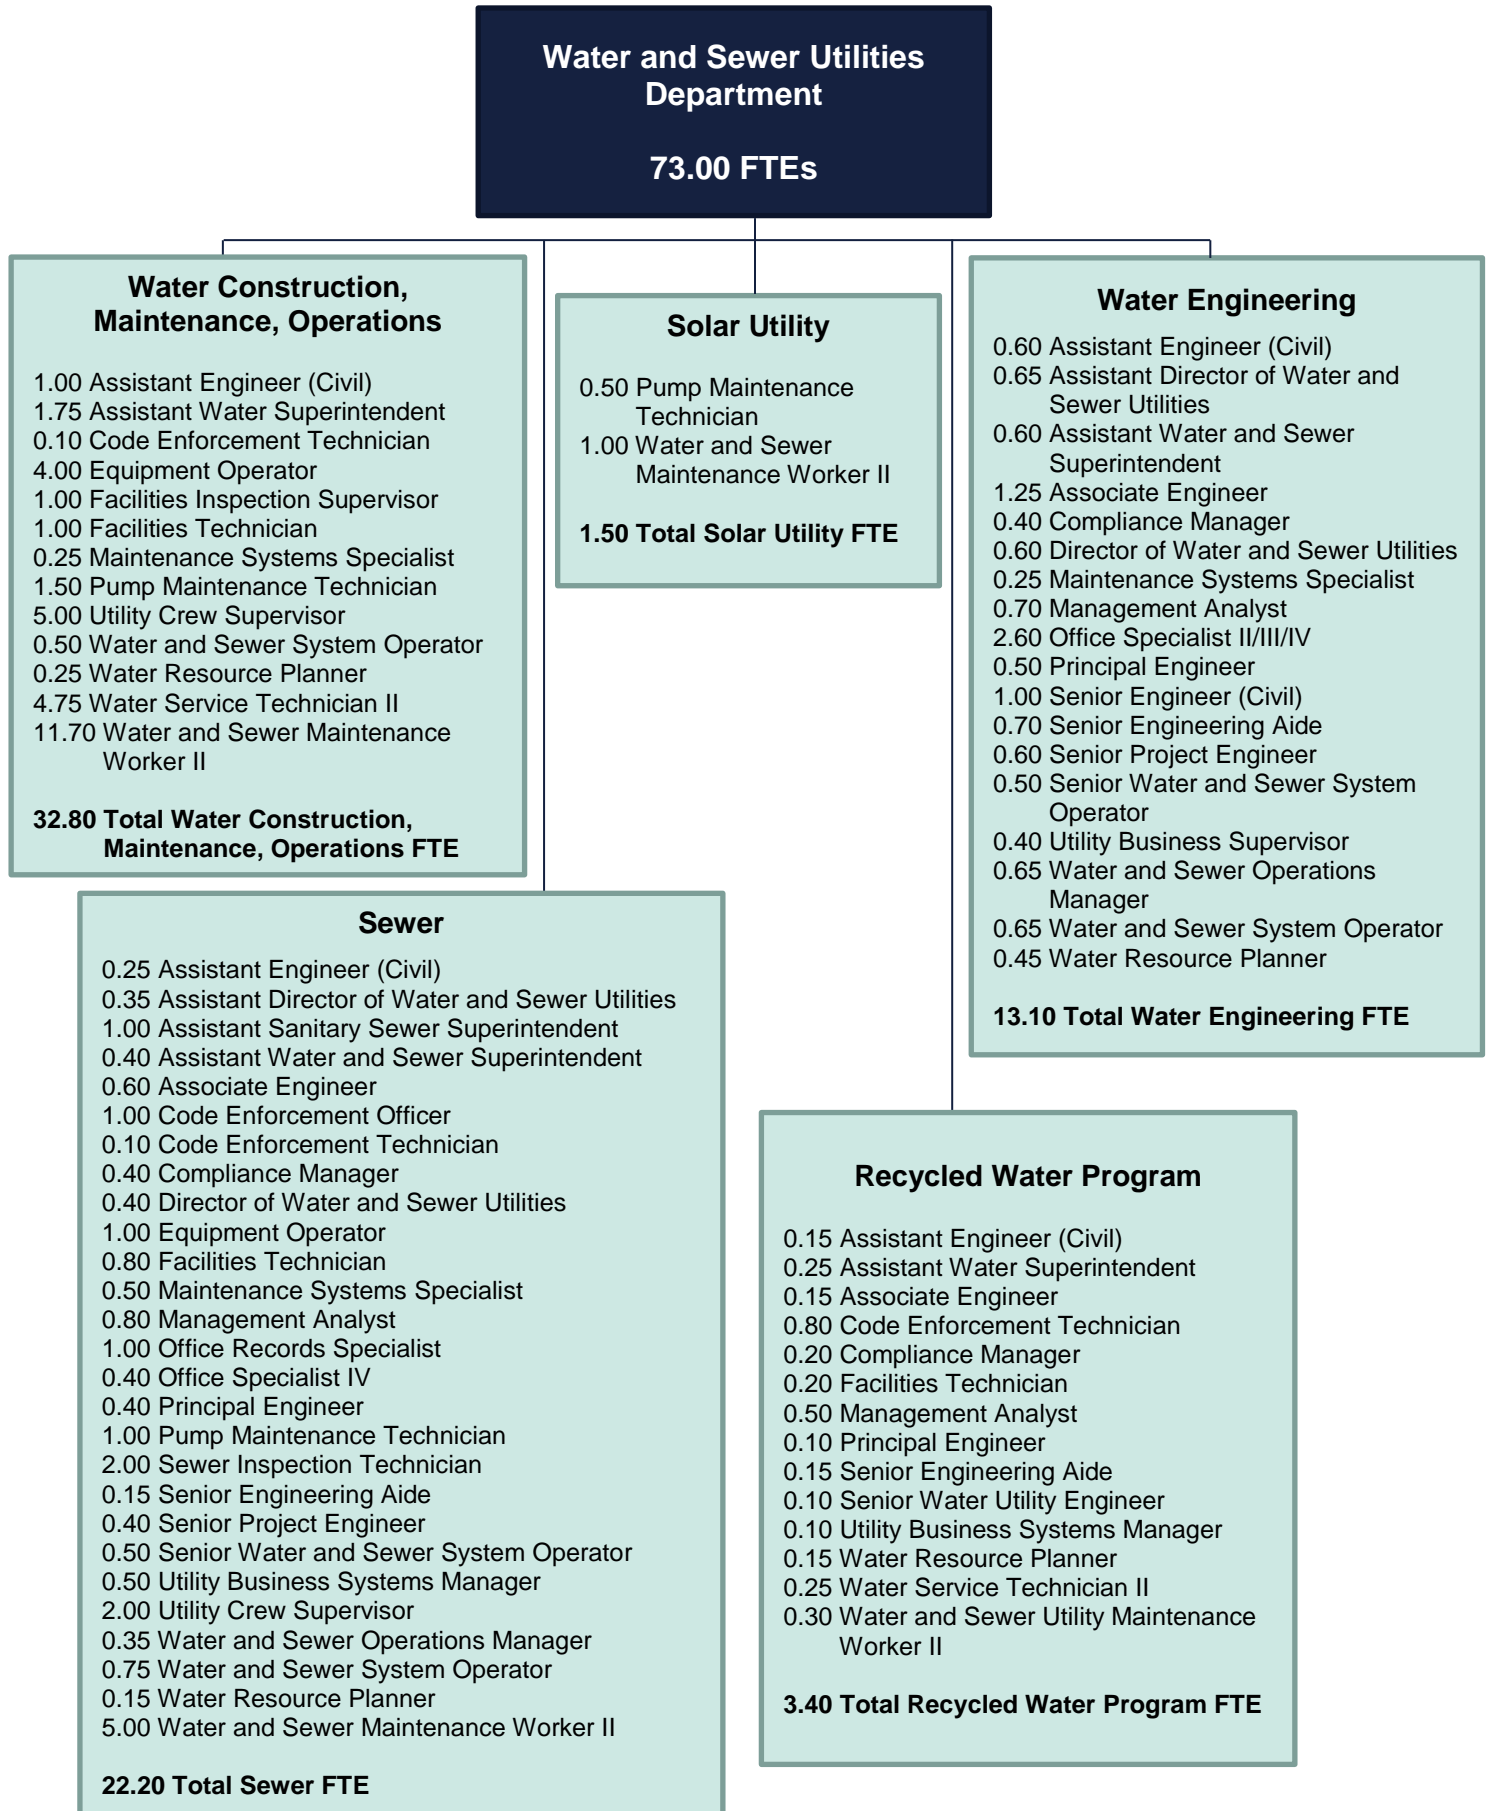 Water and Sewer Utilities
Department
73.00 FTEs
Water Construction,
Maintenance, Operations
1.00 Assistant Engineer (Civil)
1.75 Assistant Water Superintendent
0.10 Code Enforcement Technician
4.00 Equipment Operator
1.00 Facilities Inspection Supervisor
1.00 Facilities Technician
0.25 Maintenance Systems Specialist
1.50 Pump Maintenance Technician
5.00 Utility Crew Supervisor
0.50 Water and Sewer System Operator
0.25 Water Resource Planner
4.75 Water Service Technician II
11.70 Water and Sewer Maintenance
Worker II
32.80 Total Water Construction,
Maintenance, Operations FTE
Solar Utility
0.50 Pump Maintenance
Technician
1.00 Water and Sewer
Maintenance Worker II
1.50 Total Solar Utility FTE
Water Engineering
0.60 Assistant Engineer (Civil)
0.65 Assistant Director of Water and
Sewer Utilities
0.60 Assistant Water and Sewer
Superintendent
1.25 Associate Engineer
0.40 Compliance Manager
0.60 Director of Water and Sewer Utilities
0.25 Maintenance Systems Specialist
0.70 Management Analyst
2.60 Office Specialist II/III/IV
0.50 Principal Engineer
1.00 Senior Engineer (Civil)
0.70 Senior Engineering Aide
0.60 Senior Project Engineer
0.50 Senior Water and Sewer System
Operator
0.40 Utility Business Supervisor
0.65 Water and Sewer Operations
Manager
0.65 Water and Sewer System Operator
0.45 Water Resource Planner
13.10 Total Water Engineering FTE
Sewer
0.25 Assistant Engineer (Civil)
0.35 Assistant Director of Water and Sewer Utilities
1.00 Assistant Sanitary Sewer Superintendent
0.40 Assistant Water and Sewer Superintendent
0.60 Associate Engineer
1.00 Code Enforcement Officer
0.10 Code Enforcement Technician
0.40 Compliance Manager
0.40 Director of Water and Sewer Utilities
1.00 Equipment Operator
0.80 Facilities Technician
0.50 Maintenance Systems Specialist
0.80 Management Analyst
1.00 Office Records Specialist
0.40 Office Specialist IV
0.40 Principal Engineer
1.00 Pump Maintenance Technician
2.00 Sewer Inspection Technician
0.15 Senior Engineering Aide
0.40 Senior Project Engineer
0.50 Senior Water and Sewer System Operator
0.50 Utility Business Systems Manager
2.00 Utility Crew Supervisor
0.35 Water and Sewer Operations Manager
0.75 Water and Sewer System Operator
0.15 Water Resource Planner
5.00 Water and Sewer Maintenance Worker II
22.20 Total Sewer FTE
Recycled Water Program
0.15 Assistant Engineer (Civil)
0.25 Assistant Water Superintendent
0.15 Associate Engineer
0.80 Code Enforcement Technician
0.20 Compliance Manager
0.20 Facilities Technician
0.50 Management Analyst
0.10 Principal Engineer
0.15 Senior Engineering Aide
0.10 Senior Water Utility Engineer
0.10 Utility Business Systems Manager
0.15 Water Resource Planner
0.25 Water Service Technician II
0.30 Water and Sewer Utility Maintenance
Worker II
3.40 Total Recycled Water Program FTE